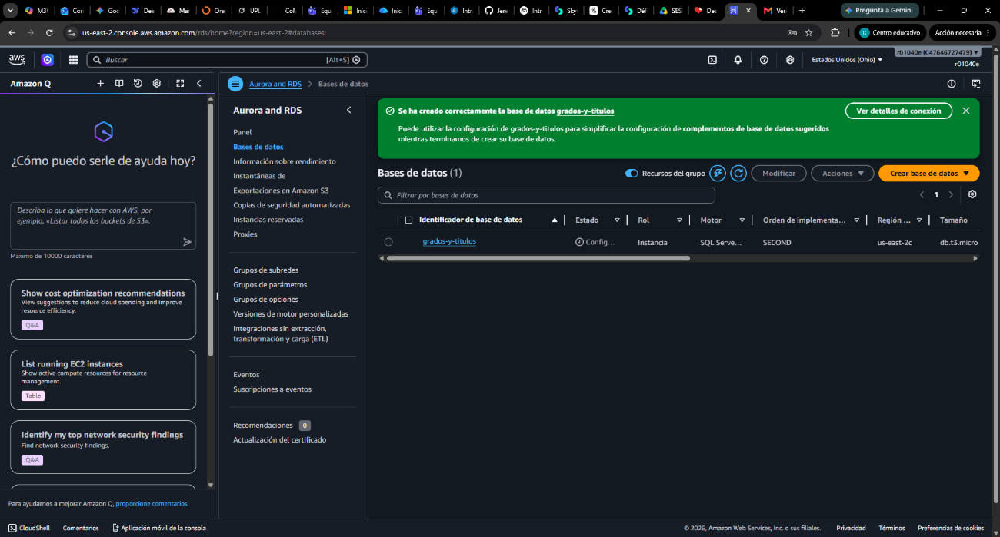 M36
Cor
Goo
Dee
Mar
Ore
UPL
CoN
Equ
Inic
Inic
Equ
Intr
Jere
Intr
Sky
Cre
Défi
SES
Des
Ver
Pregunta a Gemini
us-east-2.console.aws.amazon.com/rds/home?region=us-east-2#databases:
Centro educativo
Acción necesaria
aws
Buscar
[Alt+S]
Estados Unidos (Ohio)
r01040e (047646727479)
r01040e
Amazon Q
Aurora and RDS
Bases de datos
¿Cómo puedo serle de ayuda hoy?
Describa lo que quiere hacer con AWS, por
ejemplo, «Listar todos los buckets de S3».
Máximo de 10000 caracteres
Show cost optimization recommendations
View suggestions to reduce cloud spending and improve
resource efficiency.
Q&A
List running EC2 instances
Show active compute resources for resource
management.
Table
Identify my top network security findings
Find network security findings.
Q&A
Para ayudarnos a mejorar Amazon Q, proporcione comentarios.
Aurora and RDS
Panel
Bases de datos
Información sobre rendimiento
Instantáneas de
Exportaciones en Amazon S3
Copias de seguridad automatizadas
Instancias reservadas
Proxies
Grupos de subredes
Grupos de parámetros
Grupos de opciones
Versiones de motor personalizadas
Integraciones sin extracción,
transformación y carga (ETL)
Eventos
Suscripciones a eventos
Recomendaciones 0
Actualización del certificado
Se ha creado correctamente la base de datos grados-y-titulos
Puede utilizar la configuración de grados-y-titulos para simplificar la configuración de complementos de base de datos sugeridos
mientras terminamos de crear su base de datos.
Ver detalles de conexión
Bases de datos (1)
Recursos del grupo
Modificar
Acciones
Crear base de datos
Filtrar por bases de datos
1
Identificador de base de datos
Estado
Rol
Motor
Orden de implementa...
Región ...
Tamaño
grados-y-titulos
Config...
Instancia
SQL Serve...
SECOND
us-east-2c
db.t3.micro
CloudShell
Comentarios
Aplicación móvil de la consola
© 2026, Amazon Web Services, Inc. o sus filiales.
Privacidad
Términos
Preferencias de cookies